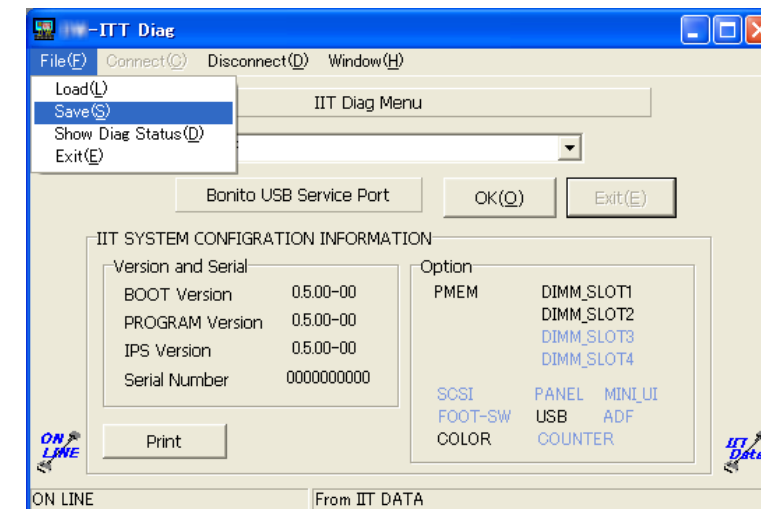 -ITT Diag
File(F) Connect(C) Disconnect(D) Window(H)
Load(L)
Save(S)
Show Diag Status(D)
Exit(E)
IIT Diag Menu
Bonito USB Service Port
OK(O)
Exit(E)
IIT SYSTEM CONFIGRATION INFORMATION
Version and Serial
BOOT Version 0.5.00-00
PROGRAM Version 0.5.00-00
IPS Version 0.5.00-00
Serial Number 0000000000
Option
PMEM DIMM_SLOT1
DIMM_SLOT2
DIMM_SLOT3
DIMM_SLOT4
SCSI PANEL MINI_UI
FOOT-SW USB ADF
COLOR COUNTER
Print
ON LINE
IIT Data
ON LINE From IIT DATA